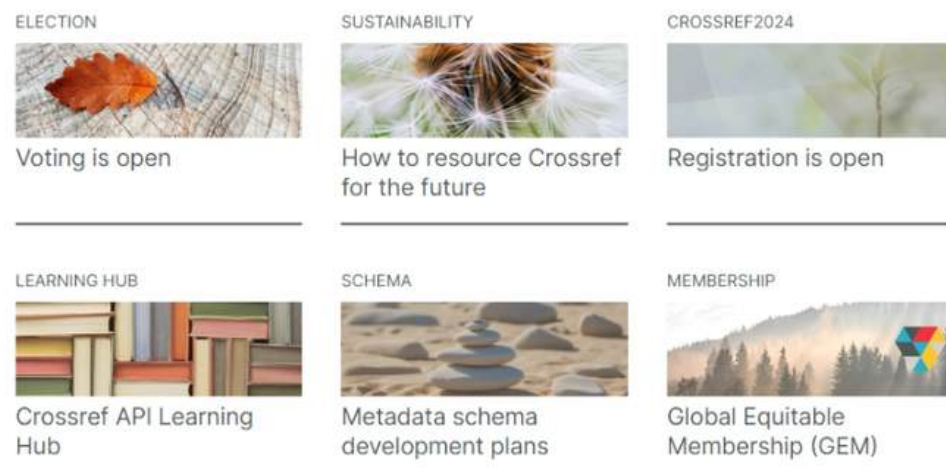 ELECTION
SUSTAINABILITY
CROSSREF2024
Voting is open
How to resource Crossref
for the future
Registration is open
LEARNING HUB
SCHEMA
MEMBERSHIP
Crossref API Learning
Hub
Metadata schema
development plans
Global Equitable
Membership (GEM)